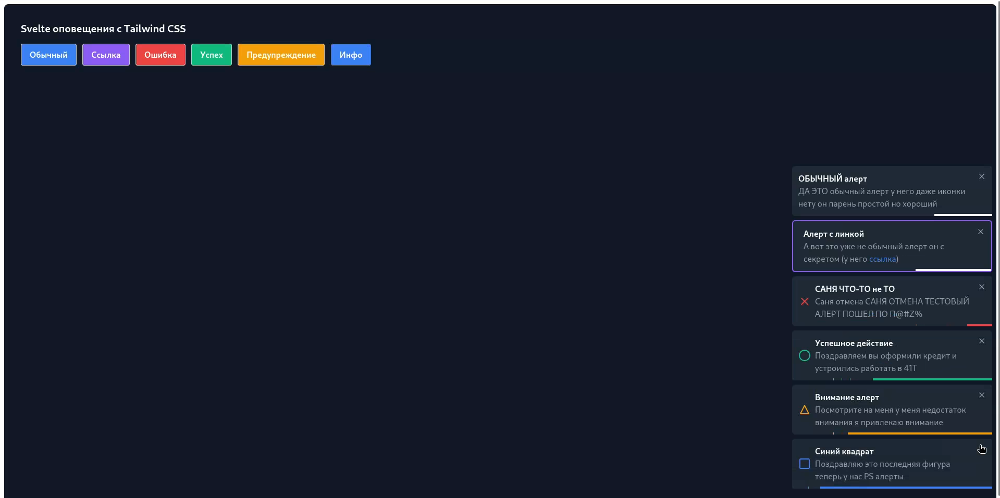 Svelte оповещения с Tailwind CSS
Обычный
Ссылка
Ошибка
Успех
Предупреждение
Инфо
ОБЫЧНЫЙ алерт
ДА ЭТО обычный алерт у него даже иконки
нету он парень простой но хороший
Алерт с линкой
А вот это уже не обычный алерт он с
секретом (у него ссылка)
САНЯ ЧТО-ТО не ТО
Саня отмена САНЯ ОТМЕНА ТЕСТОВЫЙ
АЛЕРТ ПОШЕЛ ПО П@#Z%
Успешное действие
Поздравляем вы оформили кредит и
устроились работать в 41Т
Внимание алерт
Посмотрите на меня у меня недостаток
внимания я привлекаю внимание
Синий квадрат
Поздравляю это последняя фигура
теперь у нас PS алерты